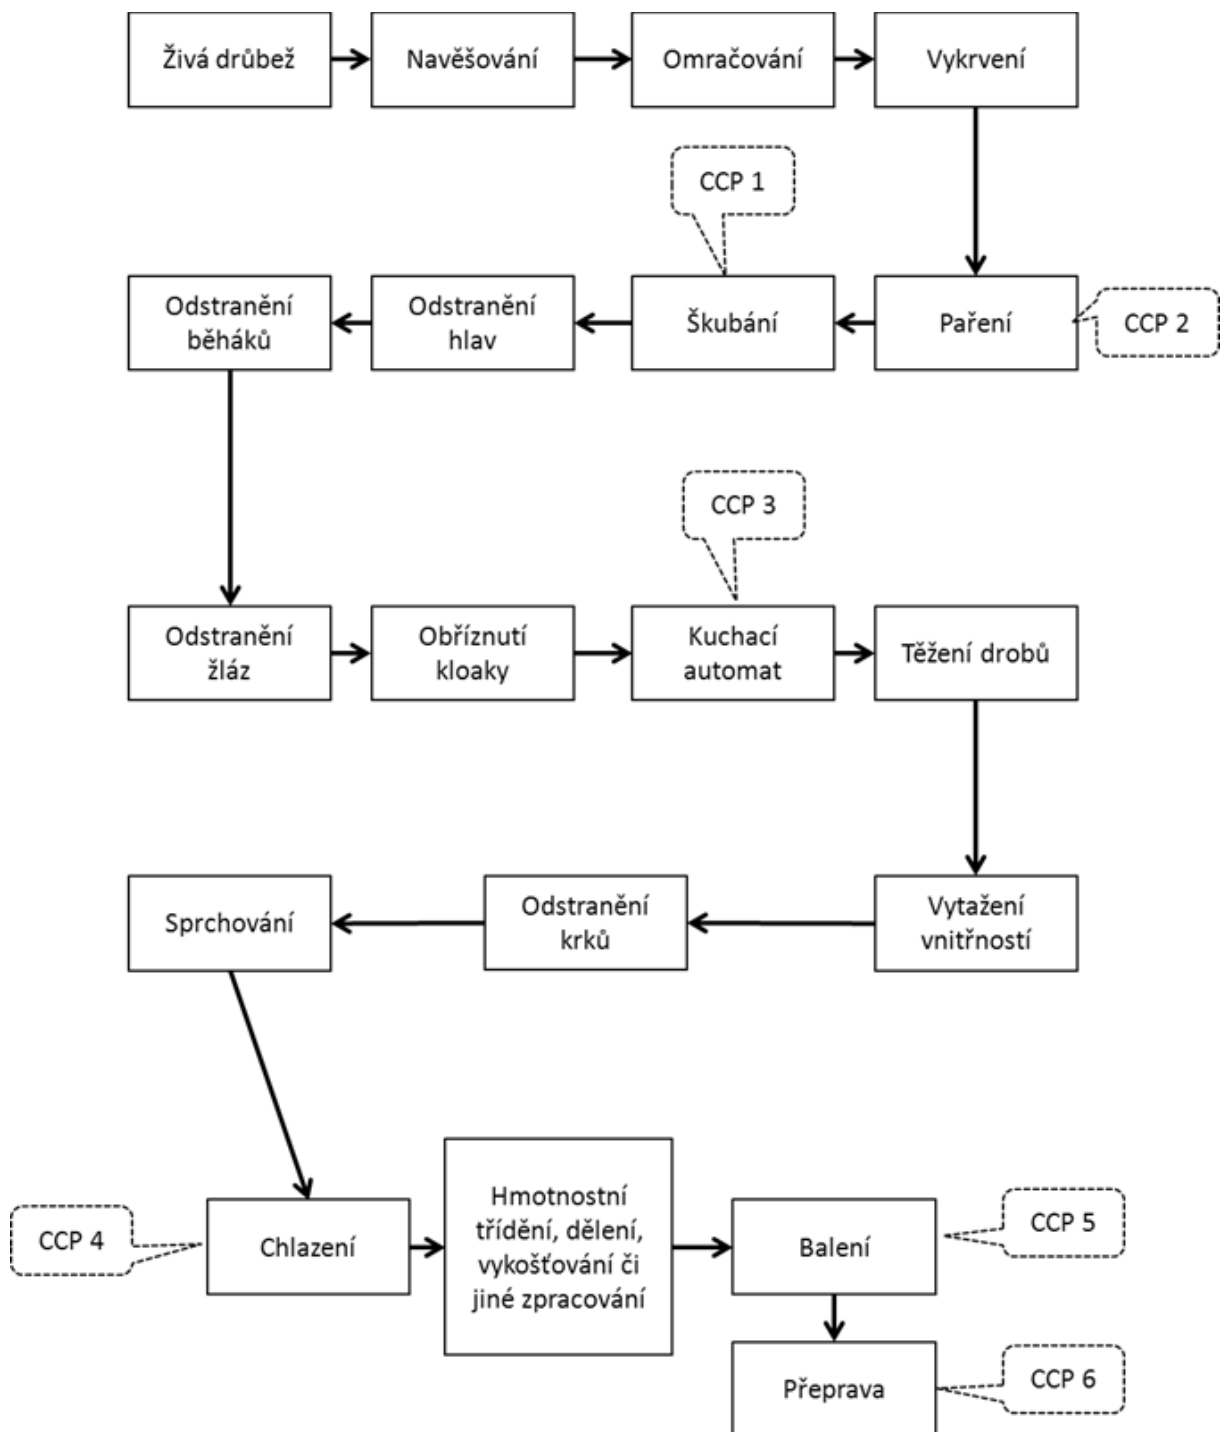 Živá drůbež
Navěšování
Omračování
Vykrvení
CCP 1
Odstranění
běháků
Odstranění
hlav
Škubání
Paření
CCP 2
CCP 3
Odstranění
žláz
Obříznutí
kloaky
Kuchací
automat
Těžení drobů
Sprchování
Odstranění
krků
Vytažení
vnitřností
CCP 4
Chlazení
Hmotnostní
třídění, dělení,
vykošťování či
jiné zpracování
Balení
CCP 5
Přeprava
CCP 6